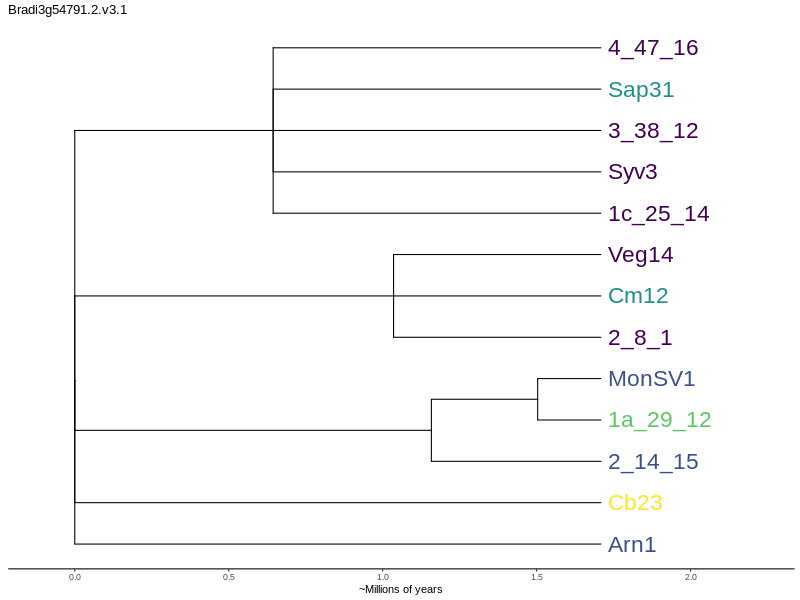 Bradi3g54791.2.v3.1
4_47_16
Sap31
3_38_12
Syv3
1c_25_14
Veg14
Cm12
2_8_1
MonSV1
1a_29_12
2_14_15
Cb23
Arn1
0.0 0.5 1.0 1.5 2.0
~Millions of years